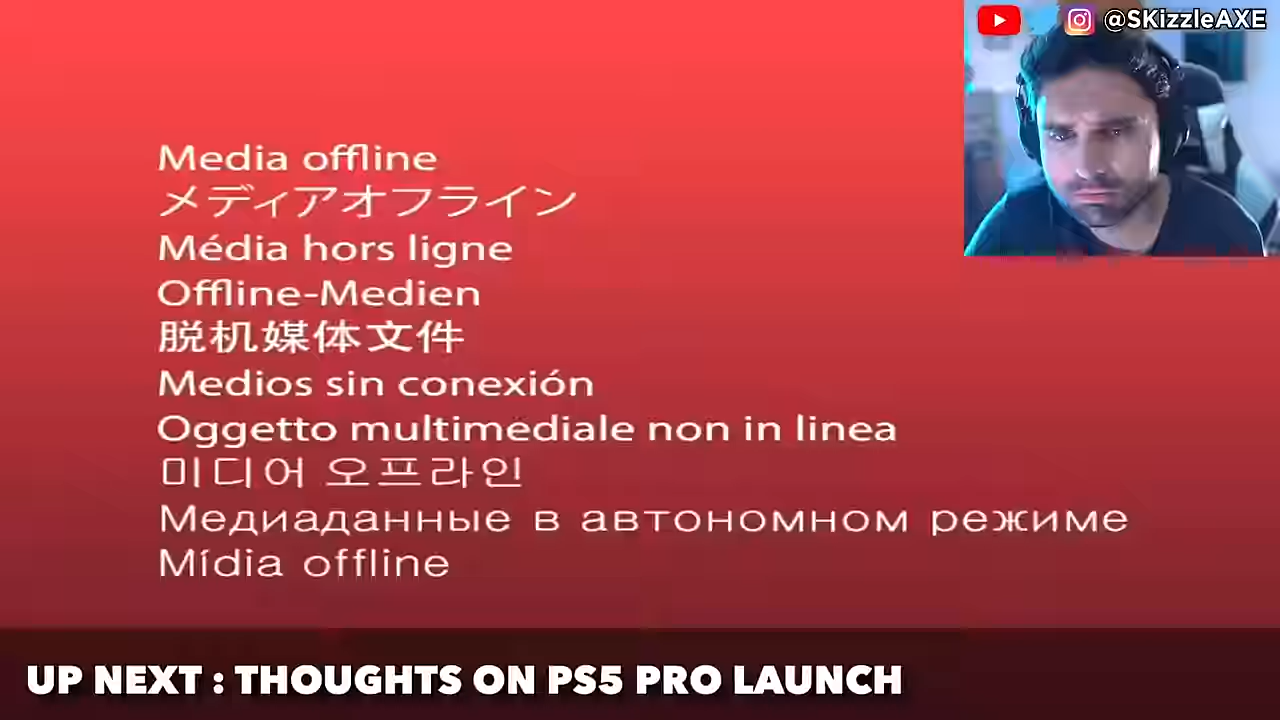 @SKizzleAXE
Media offline
メディアオフライン
Média hors ligne
Offline-Medien
脱机媒体文件
Medios sin conexión
Oggetto multimediale non in linea
미디어 오프라인
Медиаданные в автономном режиме
Mídia offline
UP NEXT : THOUGHTS ON PS5 PRO LAUNCH